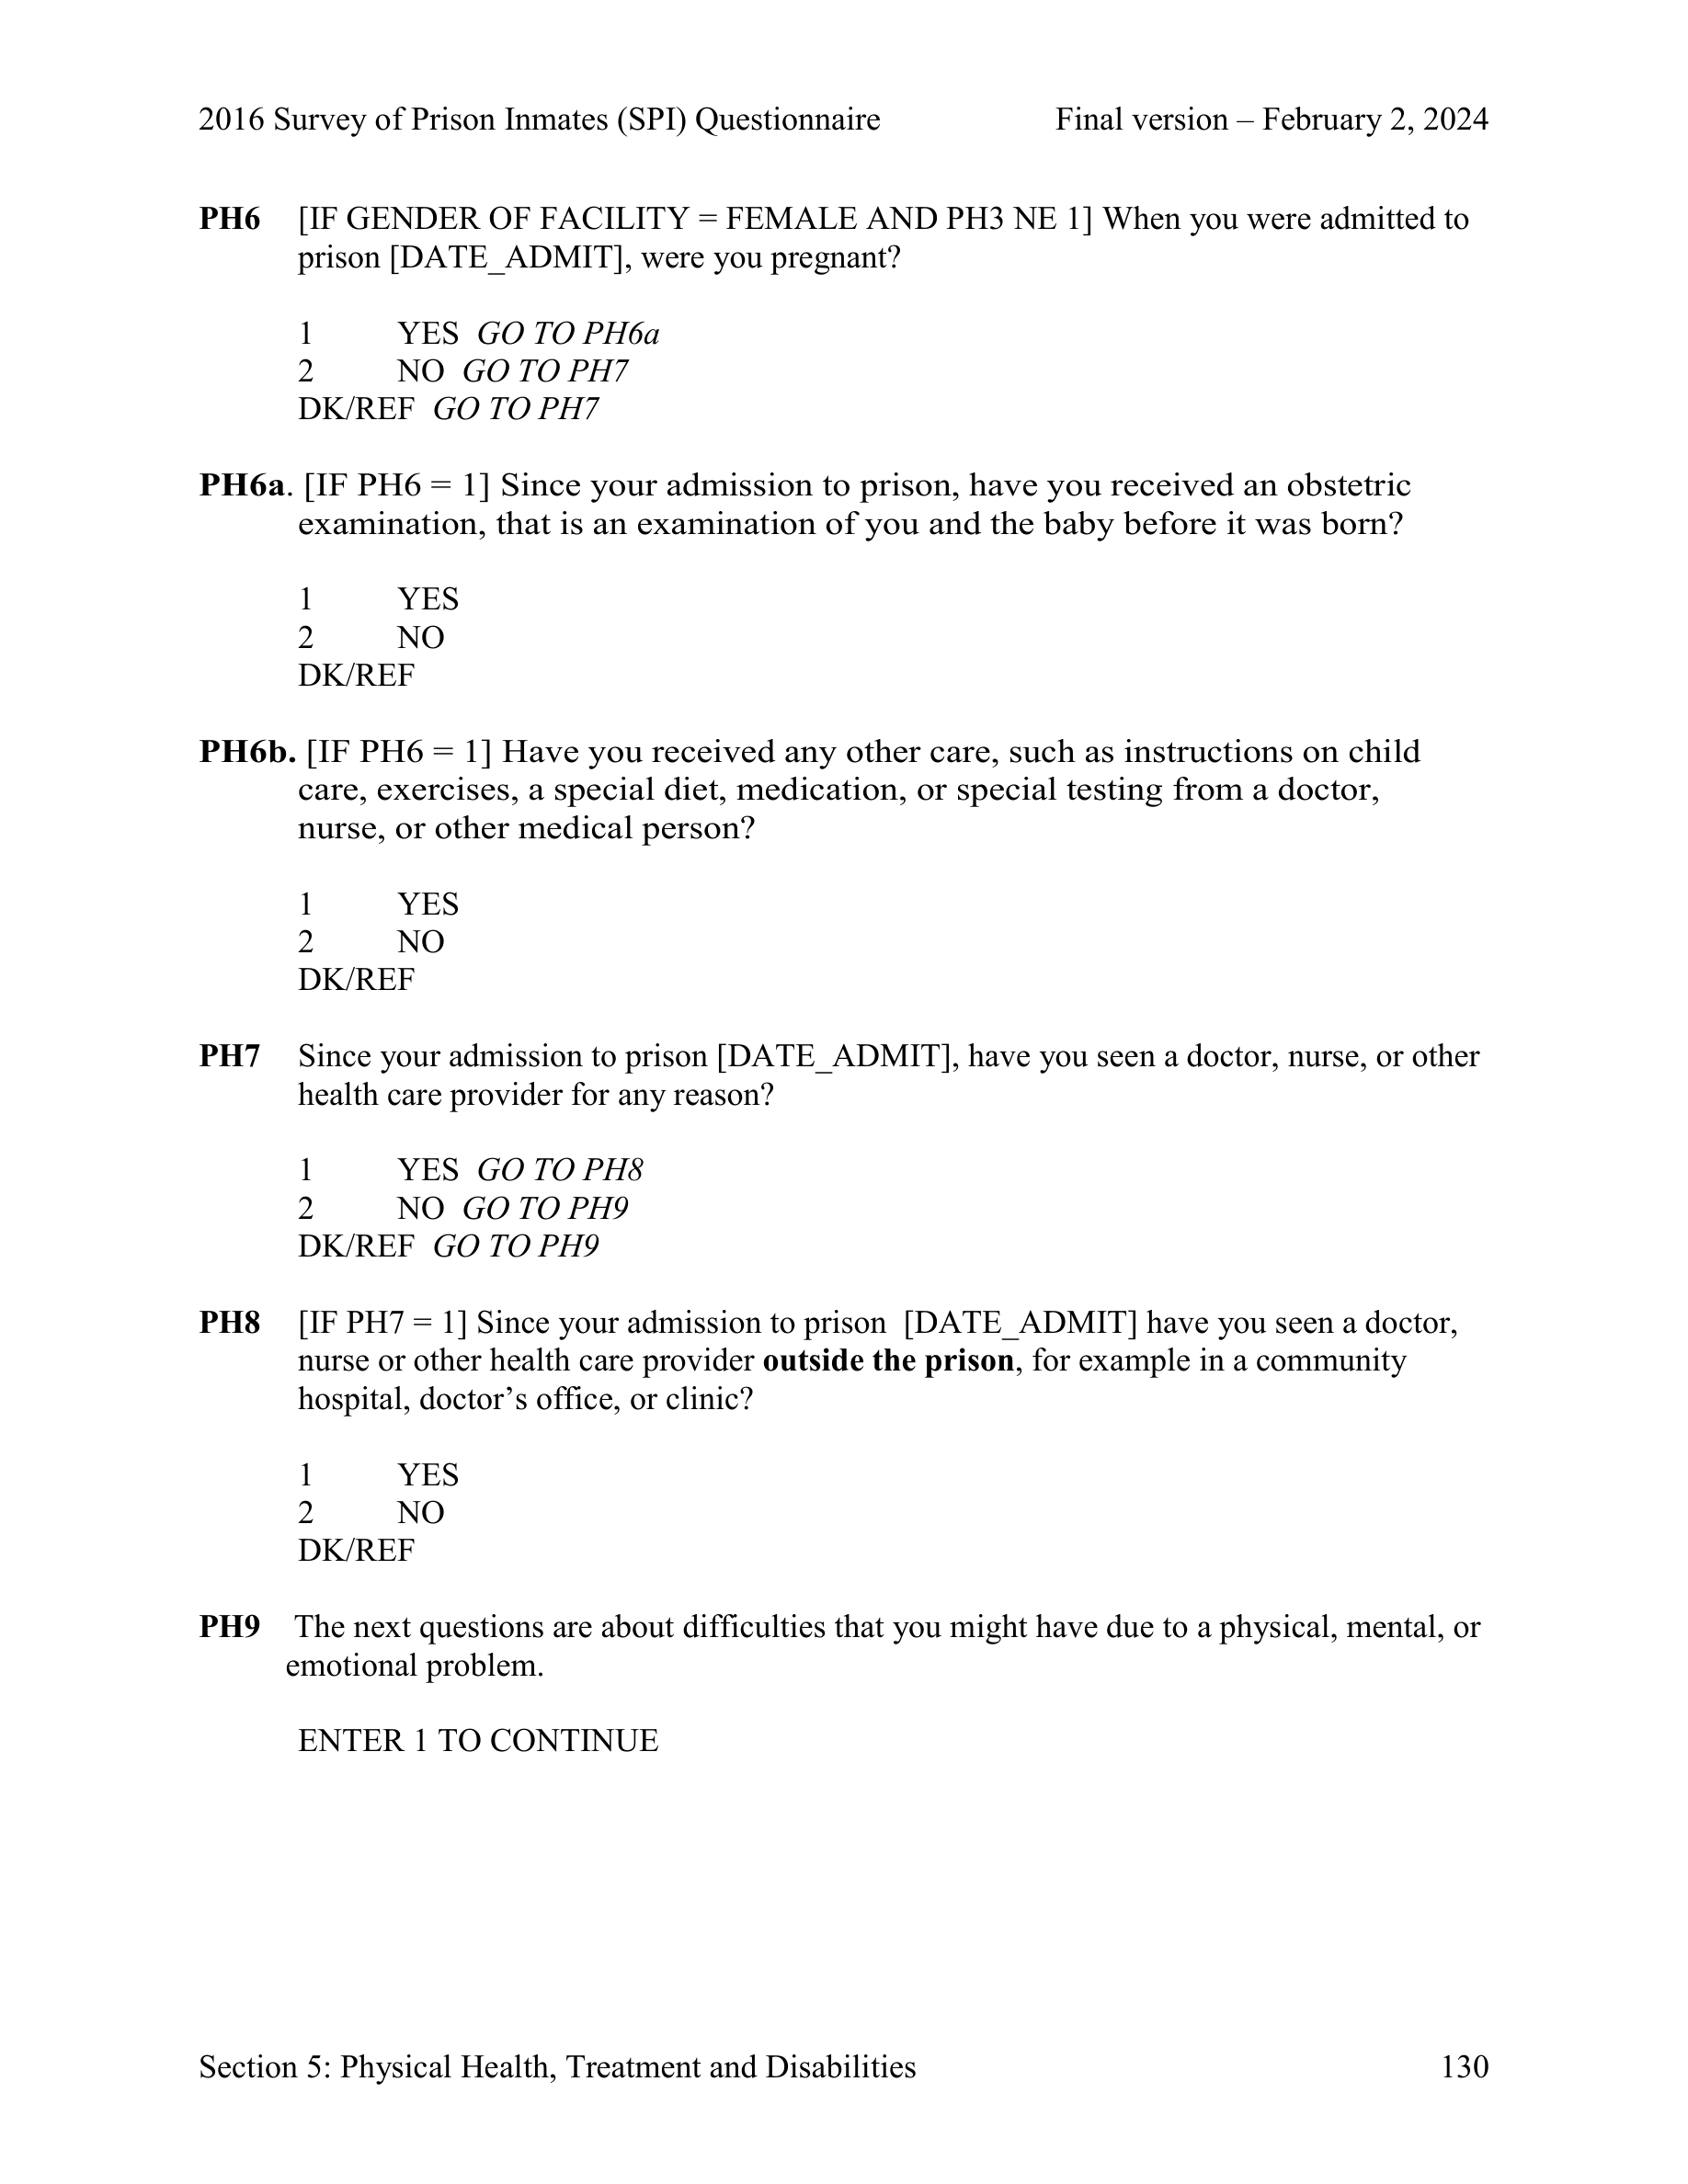 2016 Survey of Prison Inmates (SPI) Questionnaire Final version – February 2, 2024
PH6 [IF GENDER OF FACILITY = FEMALE AND PH3 NE 1] When you were admitted to
prison [DATE_ADMIT], were you pregnant?
1 YES GO TO PH6a
2 NO GO TO PH7
DK/REF GO TO PH7
PH6a. [IF PH6 = 1] Since your admission to prison, have you received an obstetric
examination, that is an examination of you and the baby before it was born?
1 YES
2 NO
DK/REF
PH6b. [IF PH6 = 1] Have you received any other care, such as instructions on child
care, exercises, a special diet, medication, or special testing from a doctor,
nurse, or other medical person?
1 YES
2 NO
DK/REF
PH7 Since your admission to prison [DATE_ADMIT], have you seen a doctor, nurse, or other
health care provider for any reason?
1 YES GO TO PH8
2 NO GO TO PH9
DK/REF GO TO PH9
PH8 [IF PH7 = 1] Since your admission to prison [DATE_ADMIT] have you seen a doctor,
nurse or other health care provider outside the prison, for example in a community
hospital, doctor’s office, or clinic?
1 YES
2 NO
DK/REF
PH9 The next questions are about difficulties that you might have due to a physical, mental, or
emotional problem.
ENTER 1 TO CONTINUE
Section 5: Physical Health, Treatment and Disabilities 130